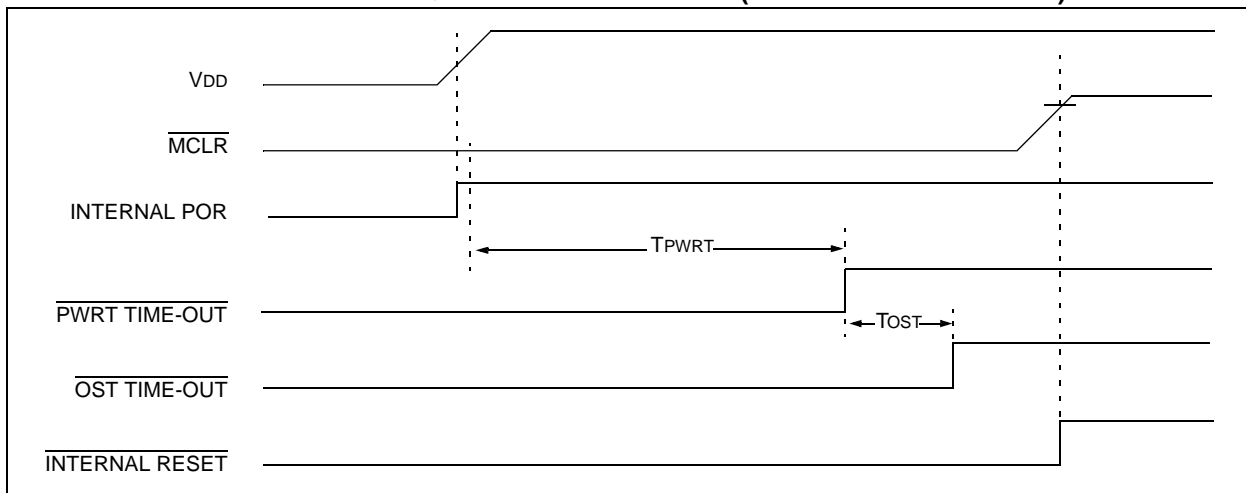 VDD
MCLR
INTERNAL POR
TPWRT
PWRT TIME-OUT
TOST
OST TIME-OUT
INTERNAL RESET